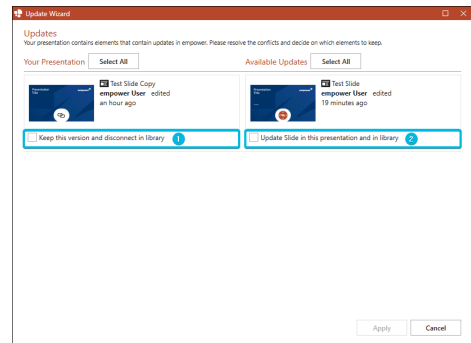 Update Wizard
Updates
Your presentation contains elements that contain updates in empower. Please resolve the conflicts and decide on which elements to keep.
Your Presentation Select All
Available Updates Select All
Test Slide Copy
empower User edited
an hour ago
Keep this version and disconnect in library 1
Test Slide
empower User edited
19 minutes ago
Update Slide in this presentation and in library 2
Apply Cancel